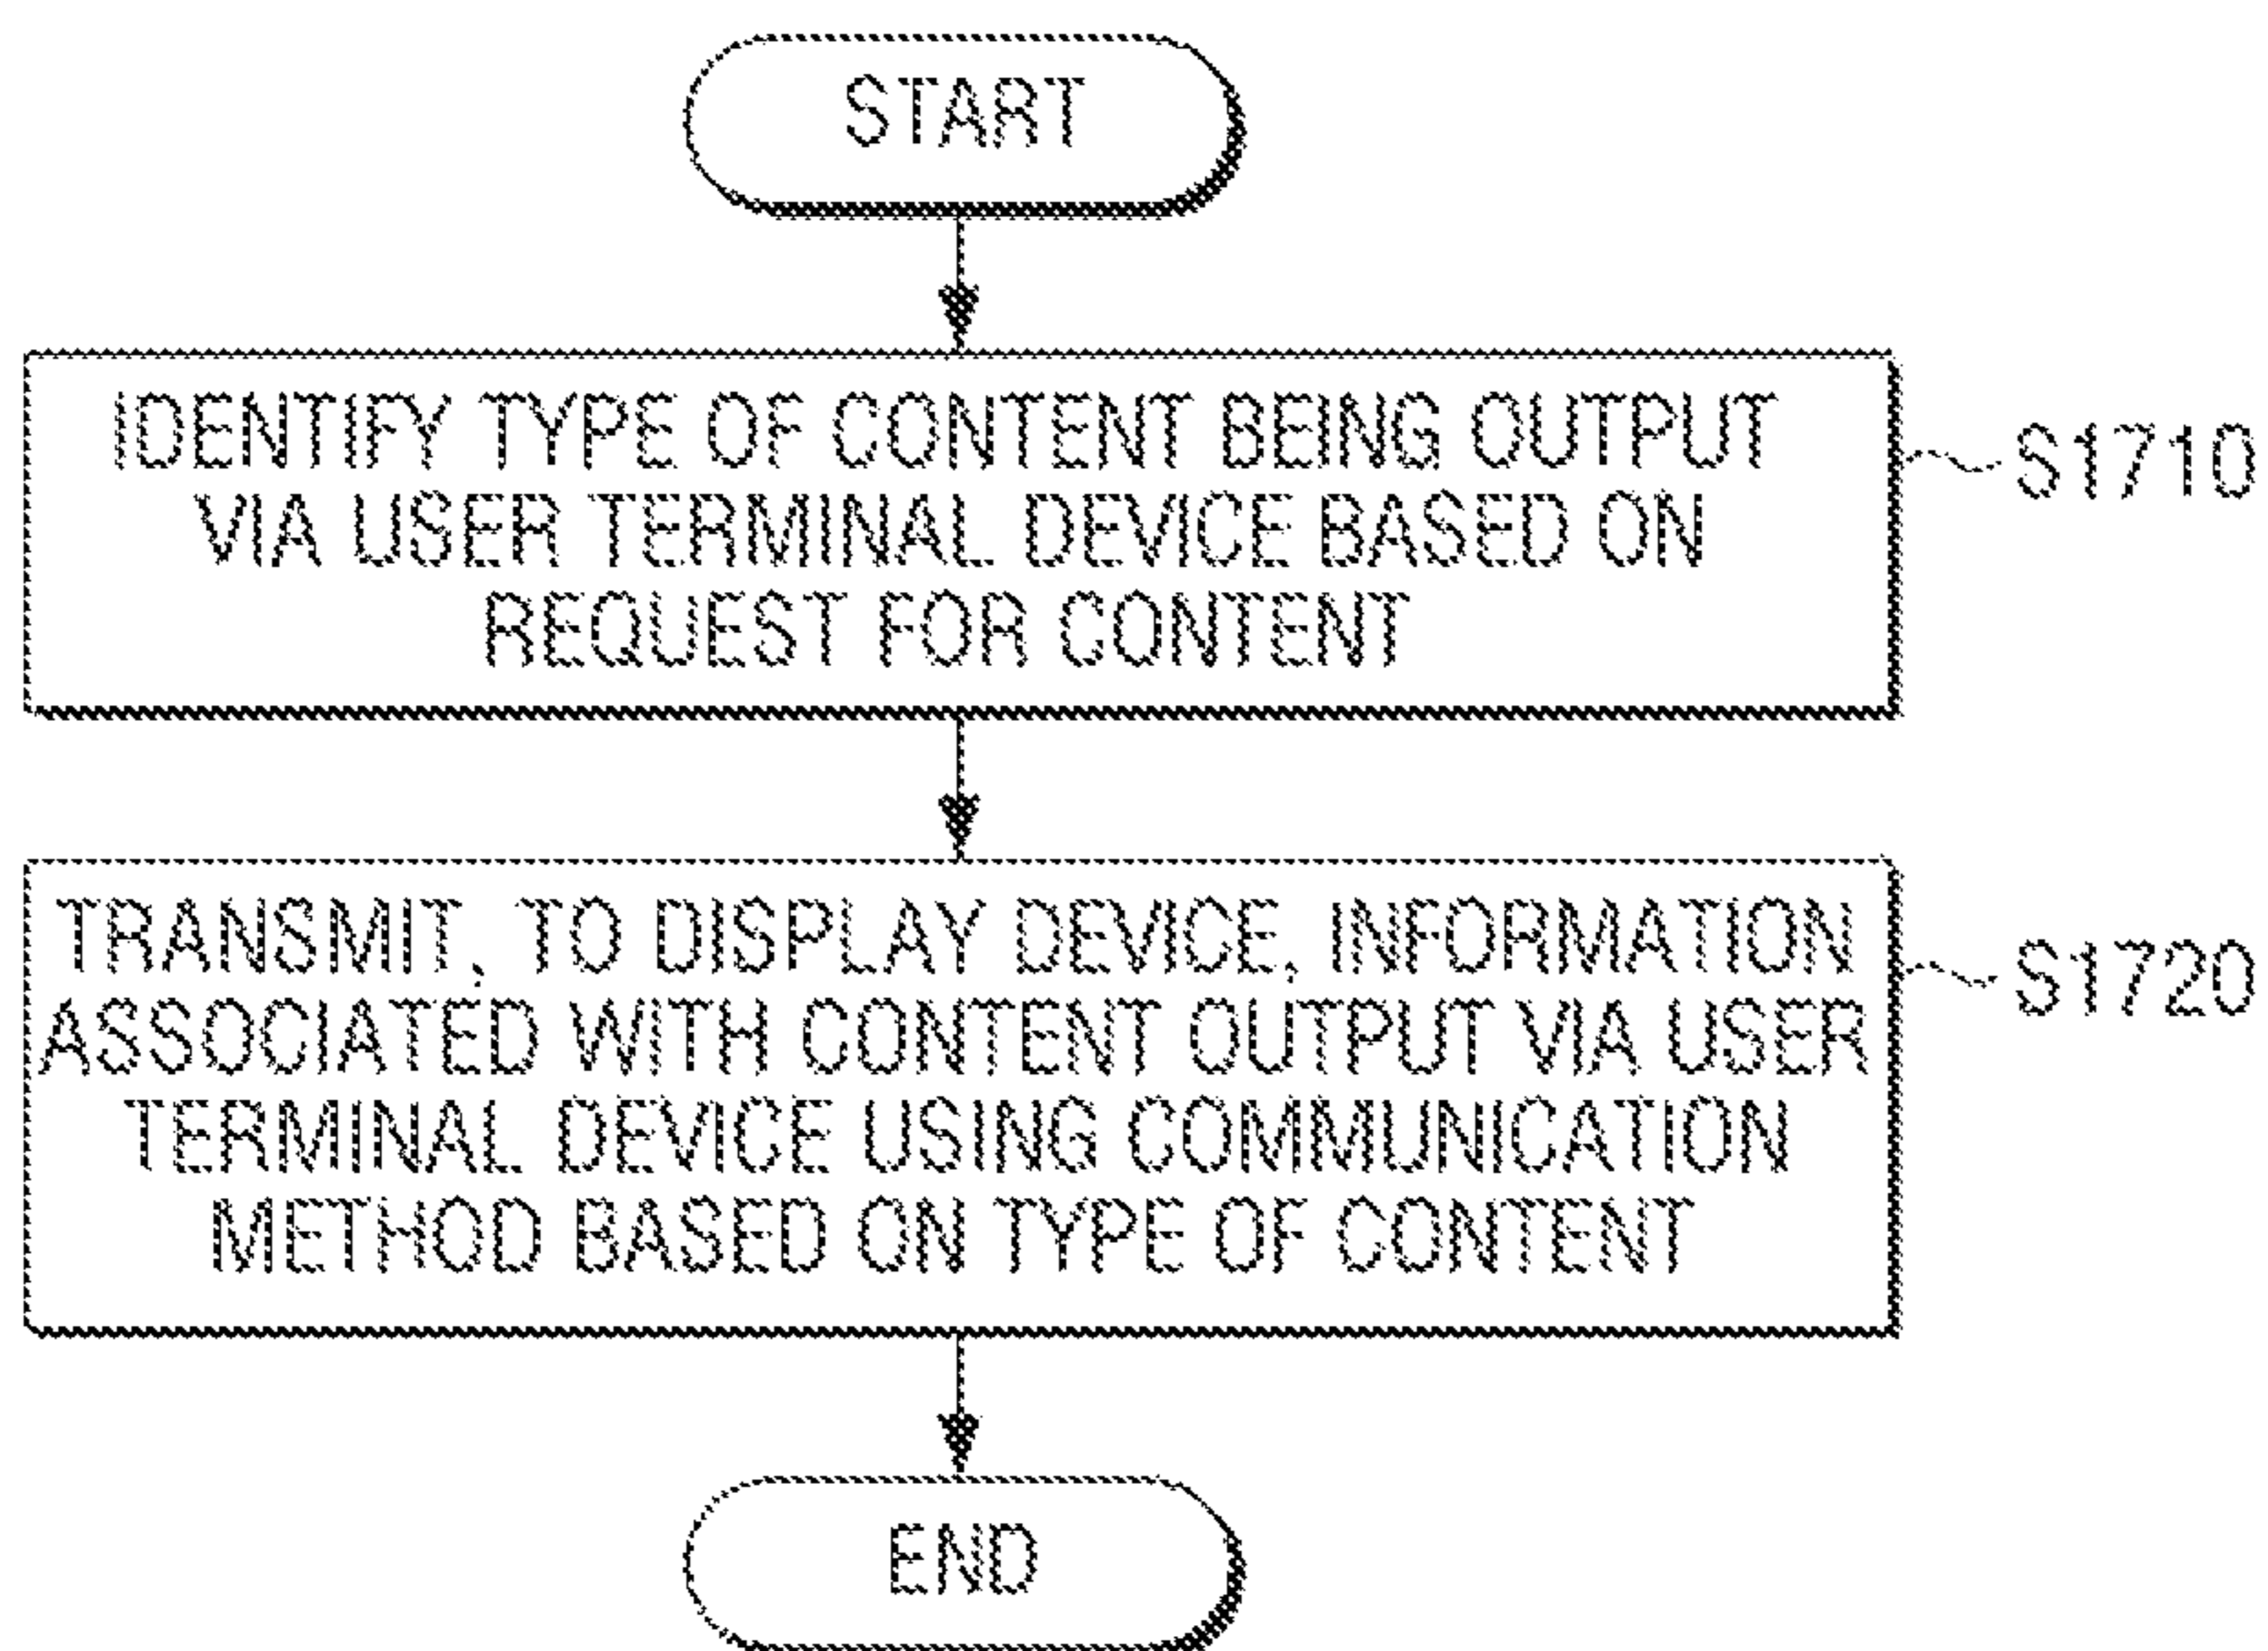 START
IDENTIFY TYPE OF CONTENT BEING OUTPUT
VIA USER TERMINAL DEVICE BASED ON
REQUEST FOR CONTENT
S1710
TRANSMIT, TO DISPLAY DEVICE, INFORMATION
ASSOCIATED WITH CONTENT OUTPUT VIA USER
TERMINAL DEVICE USING COMMUNICATION
METHOD BASED ON TYPE OF CONTENT
S1720
END